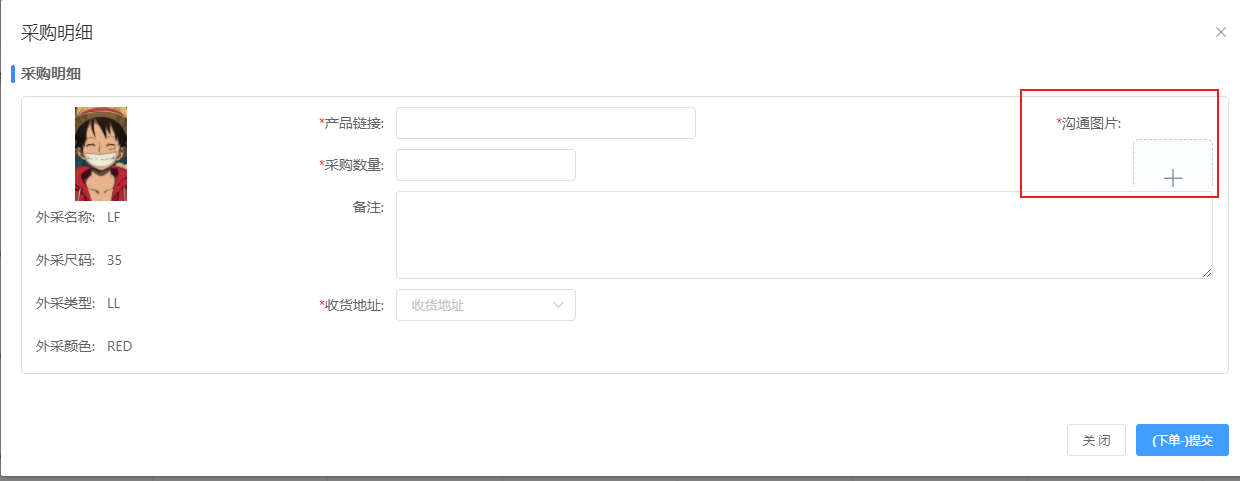 采购明细
采购明细
*产品链接:
*沟通图片:
*采购数量:
外采名称: LF
备注:
外采尺码: 35
外采类型: LL
*收货地址: 收货地址
外采颜色: RED
关 闭
(下单-)提交